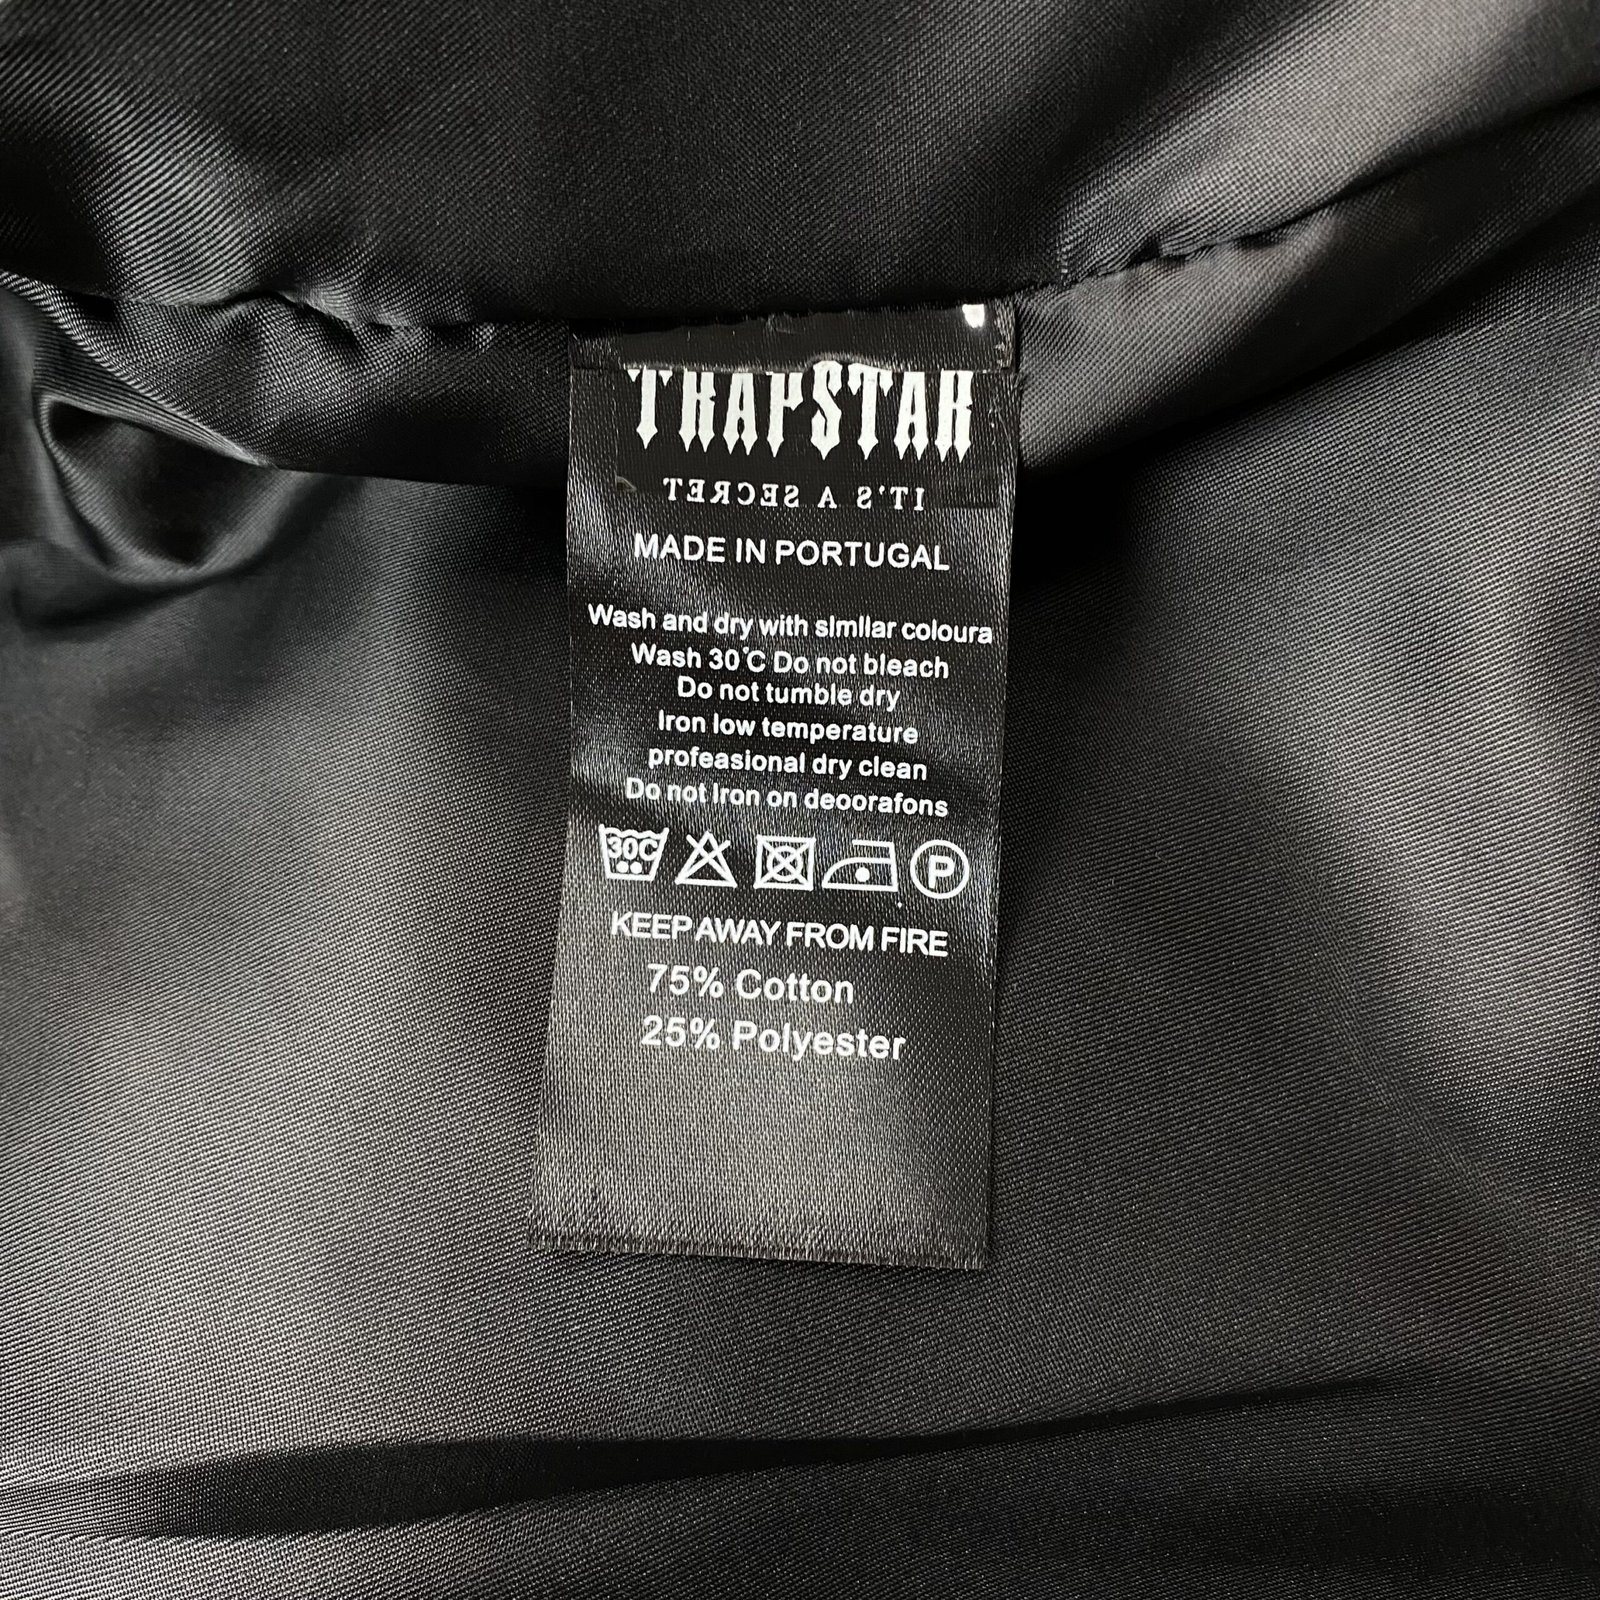 TRAPSTAR
IT'S A SECRET
MADE IN PORTUGAL
Wash and dry with slmllar coloura
Wash 30°C Do not bleach
Do not tumble dry
Iron low temperature
profeasional dry clean
Do not Iron on deoorafons
30C P
KEEP AWAY FROM FIRE
75% Cotton
25% Polyester